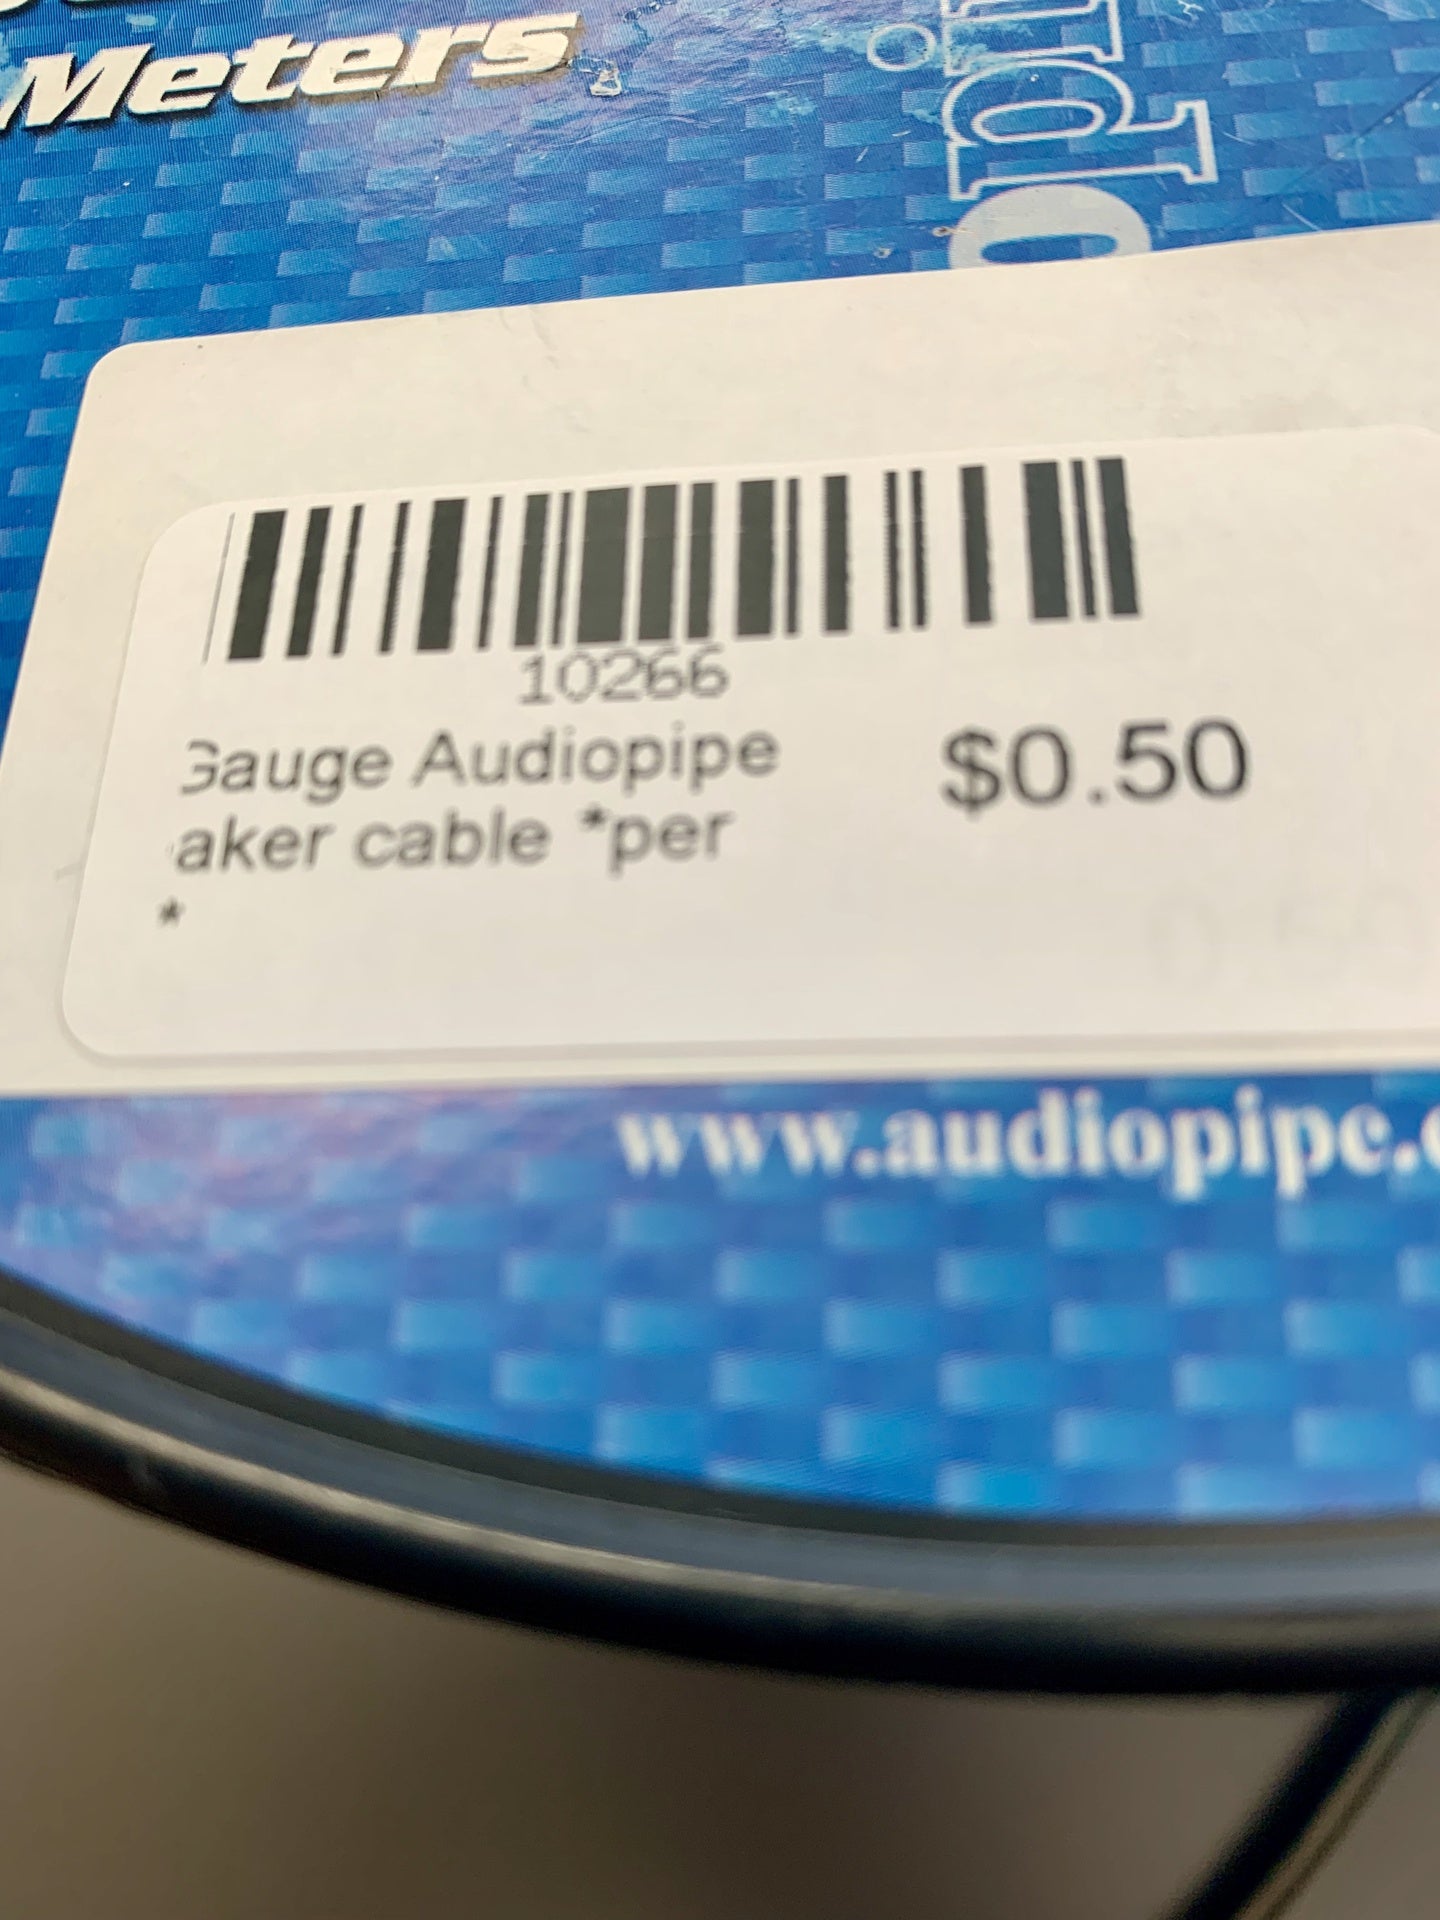 Meters
10266
Gauge Audiopipe
$0.50
aker cable *per
*
www.audiopipe.